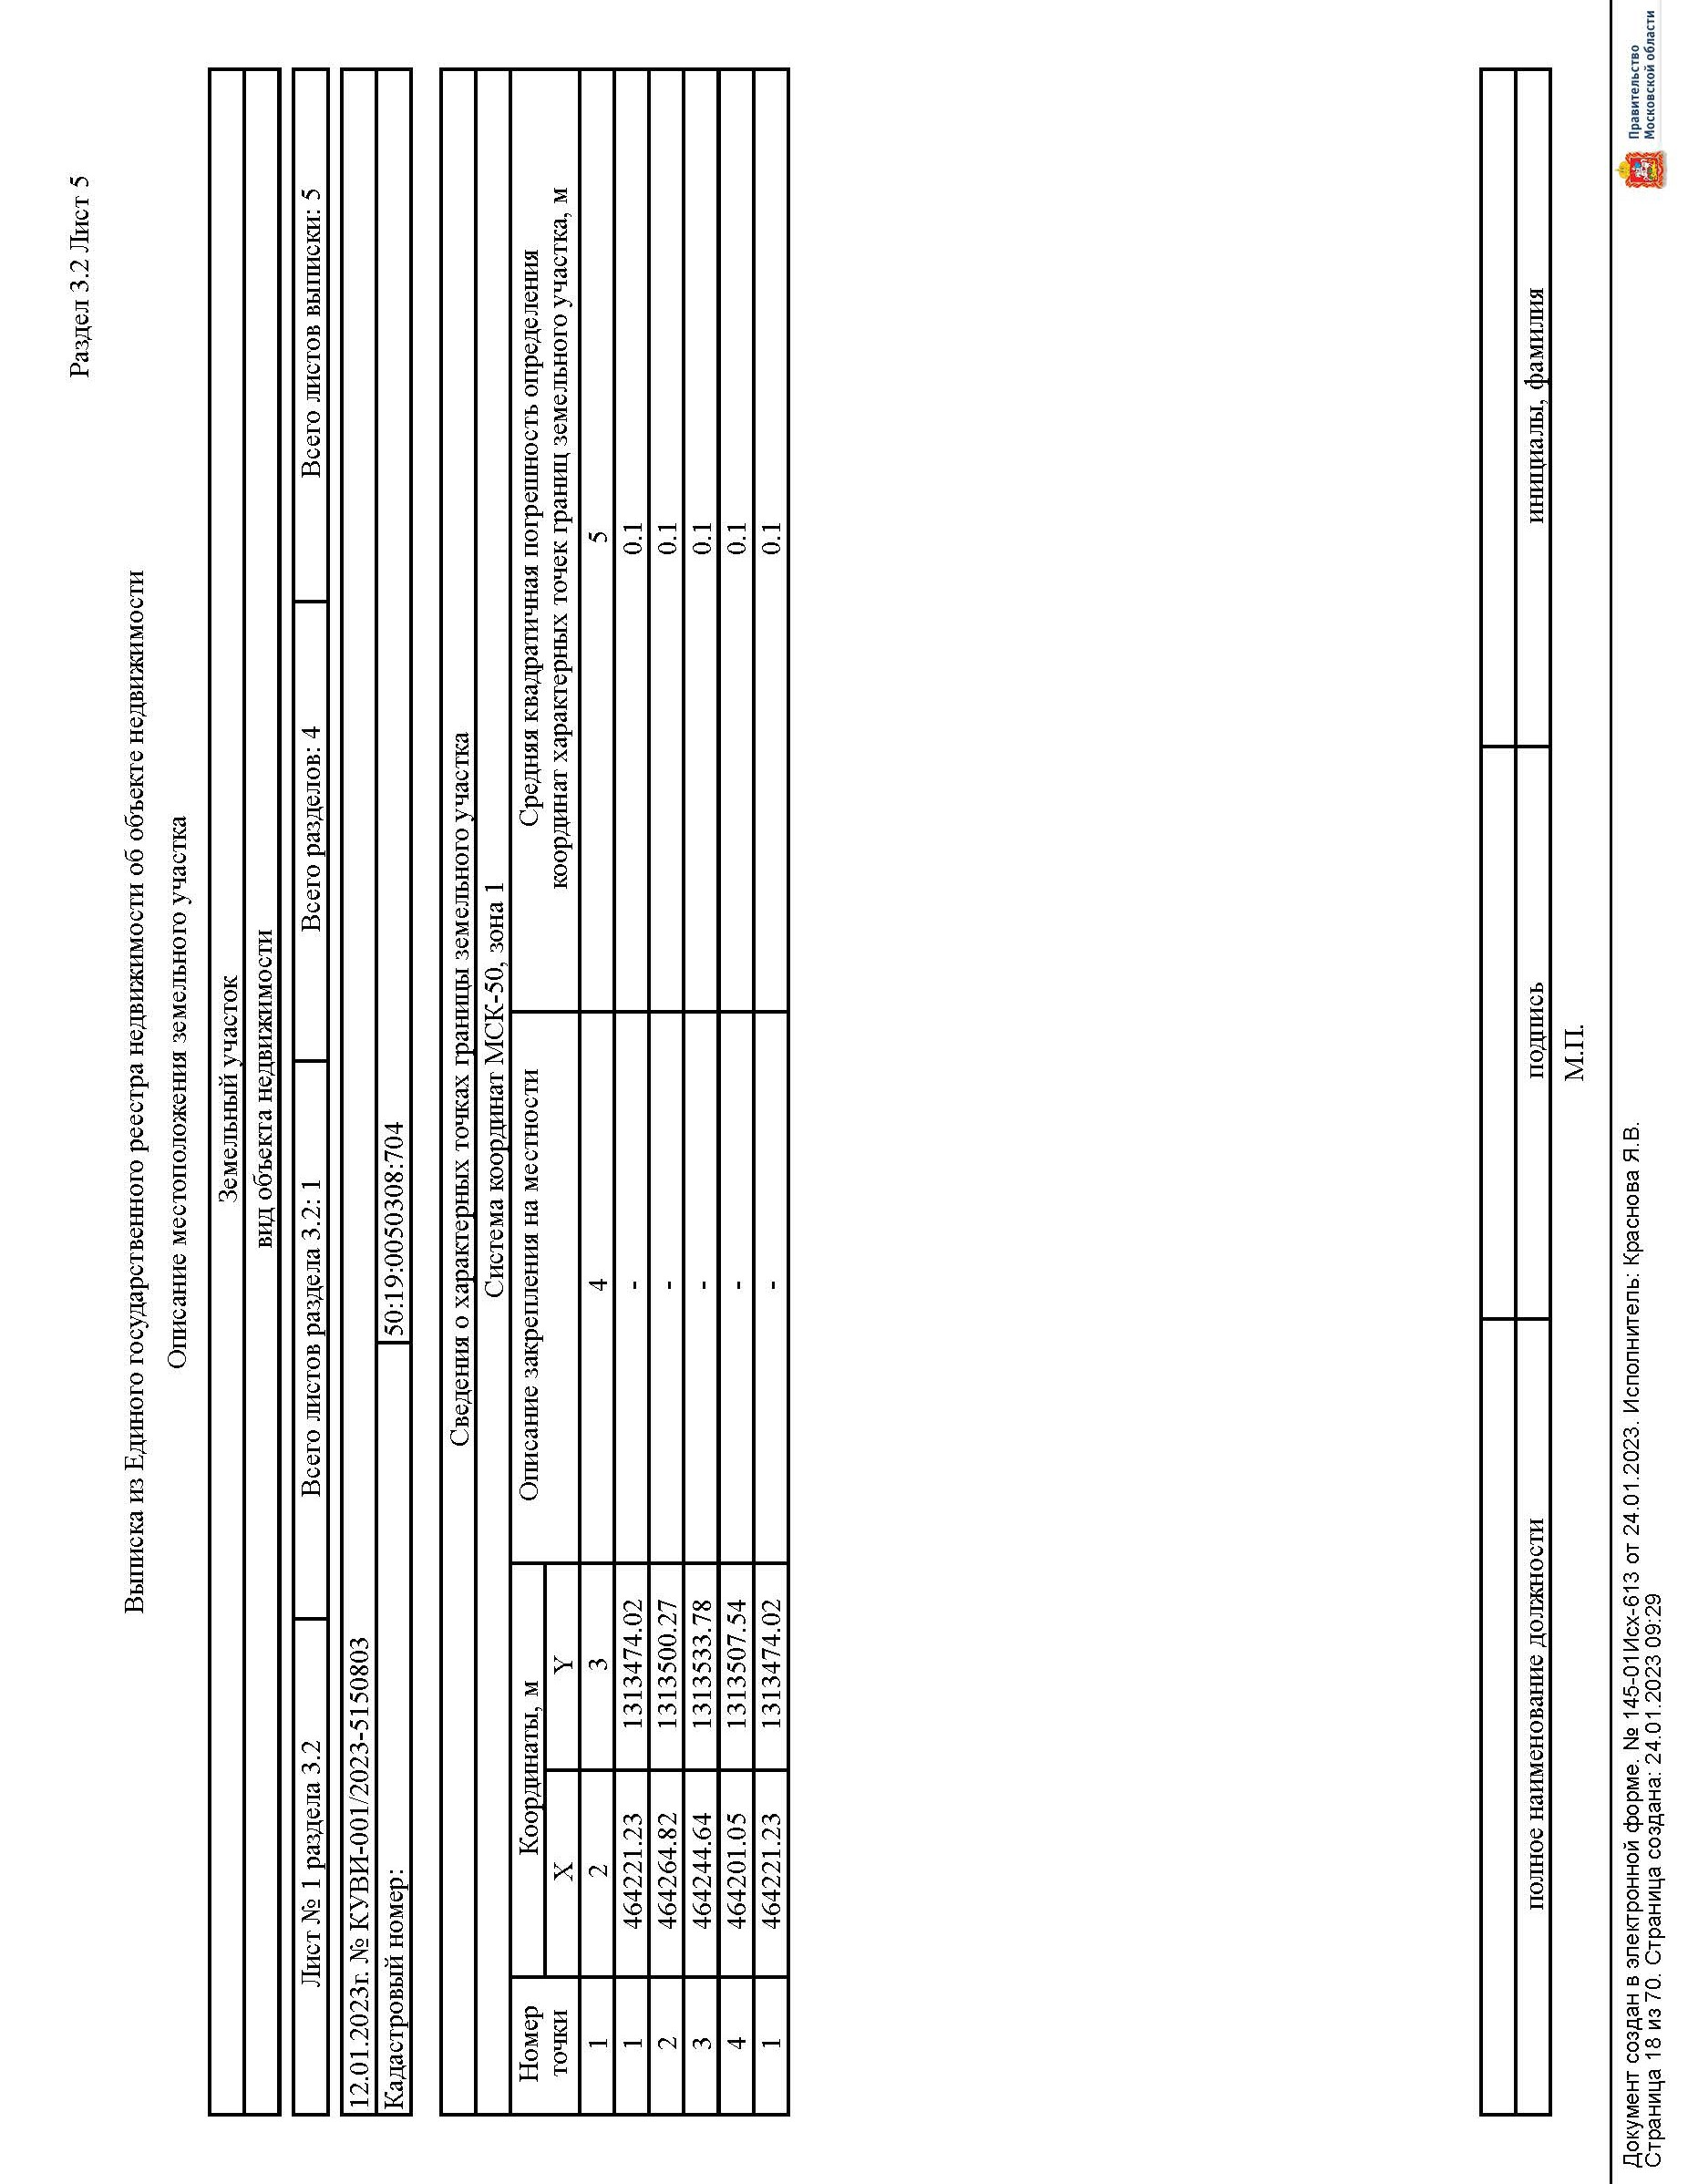 Раздел 3.2 Лист 5
Выписка из Единого государственного реестра недвижимости об объекте недвижимости
Описание местоположения земельного участка
Земельный участок
вид объекта недвижимости
Лист № 1 раздела 3.2 Всего листов раздела 3.2: 1 Всего разделов: 4 Всего листов выписки: 5
12.01.2023г. № КУВИ-001/2023-5150803
Кадастровый номер: 50:19:0050308:704
Сведения о характерных точках границы земельного участка
Система координат МСК-50, зона 1
Номер точки Координаты, м Описание закрепления на местности Средняя квадратичная погрешность определения
координат характерных точек границ земельного участка, м
X Y
1 2 3 4 5
1 464221.23 1313474.02 - 0.1
2 464264.82 1313500.27 - 0.1
3 464244.64 1313533.78 - 0.1
4 464201.05 1313507.54 - 0.1
1 464221.23 1313474.02 - 0.1
полное наименование должности подпись инициалы, фамилия
М.П.
Документ создан в электронной форме. № 145-01Исх-613 от 24.01.2023. Исполнитель: Краснова Я.В.
Страница 18 из 70. Страница создана: 24.01.2023 09:29
Правительство
Московской области